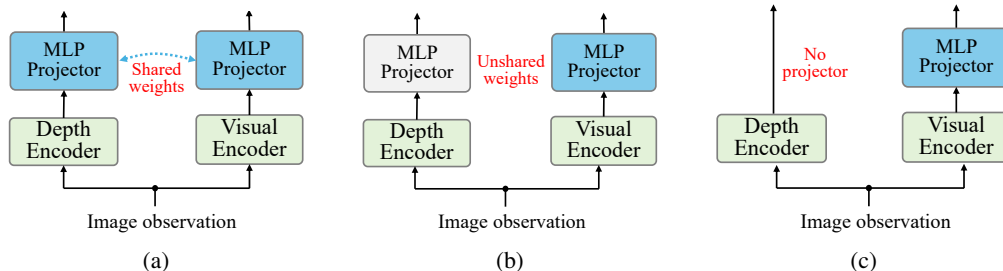 MLP
Projector
Shared
weights
MLP
Projector
Depth
Encoder
Visual
Encoder
Image observation
(a)
MLP
Projector
Unshared
weights
MLP
Projector
Depth
Encoder
Visual
Encoder
Image observation
(b)
No
projector
MLP
Projector
Depth
Encoder
Visual
Encoder
Image observation
(c)